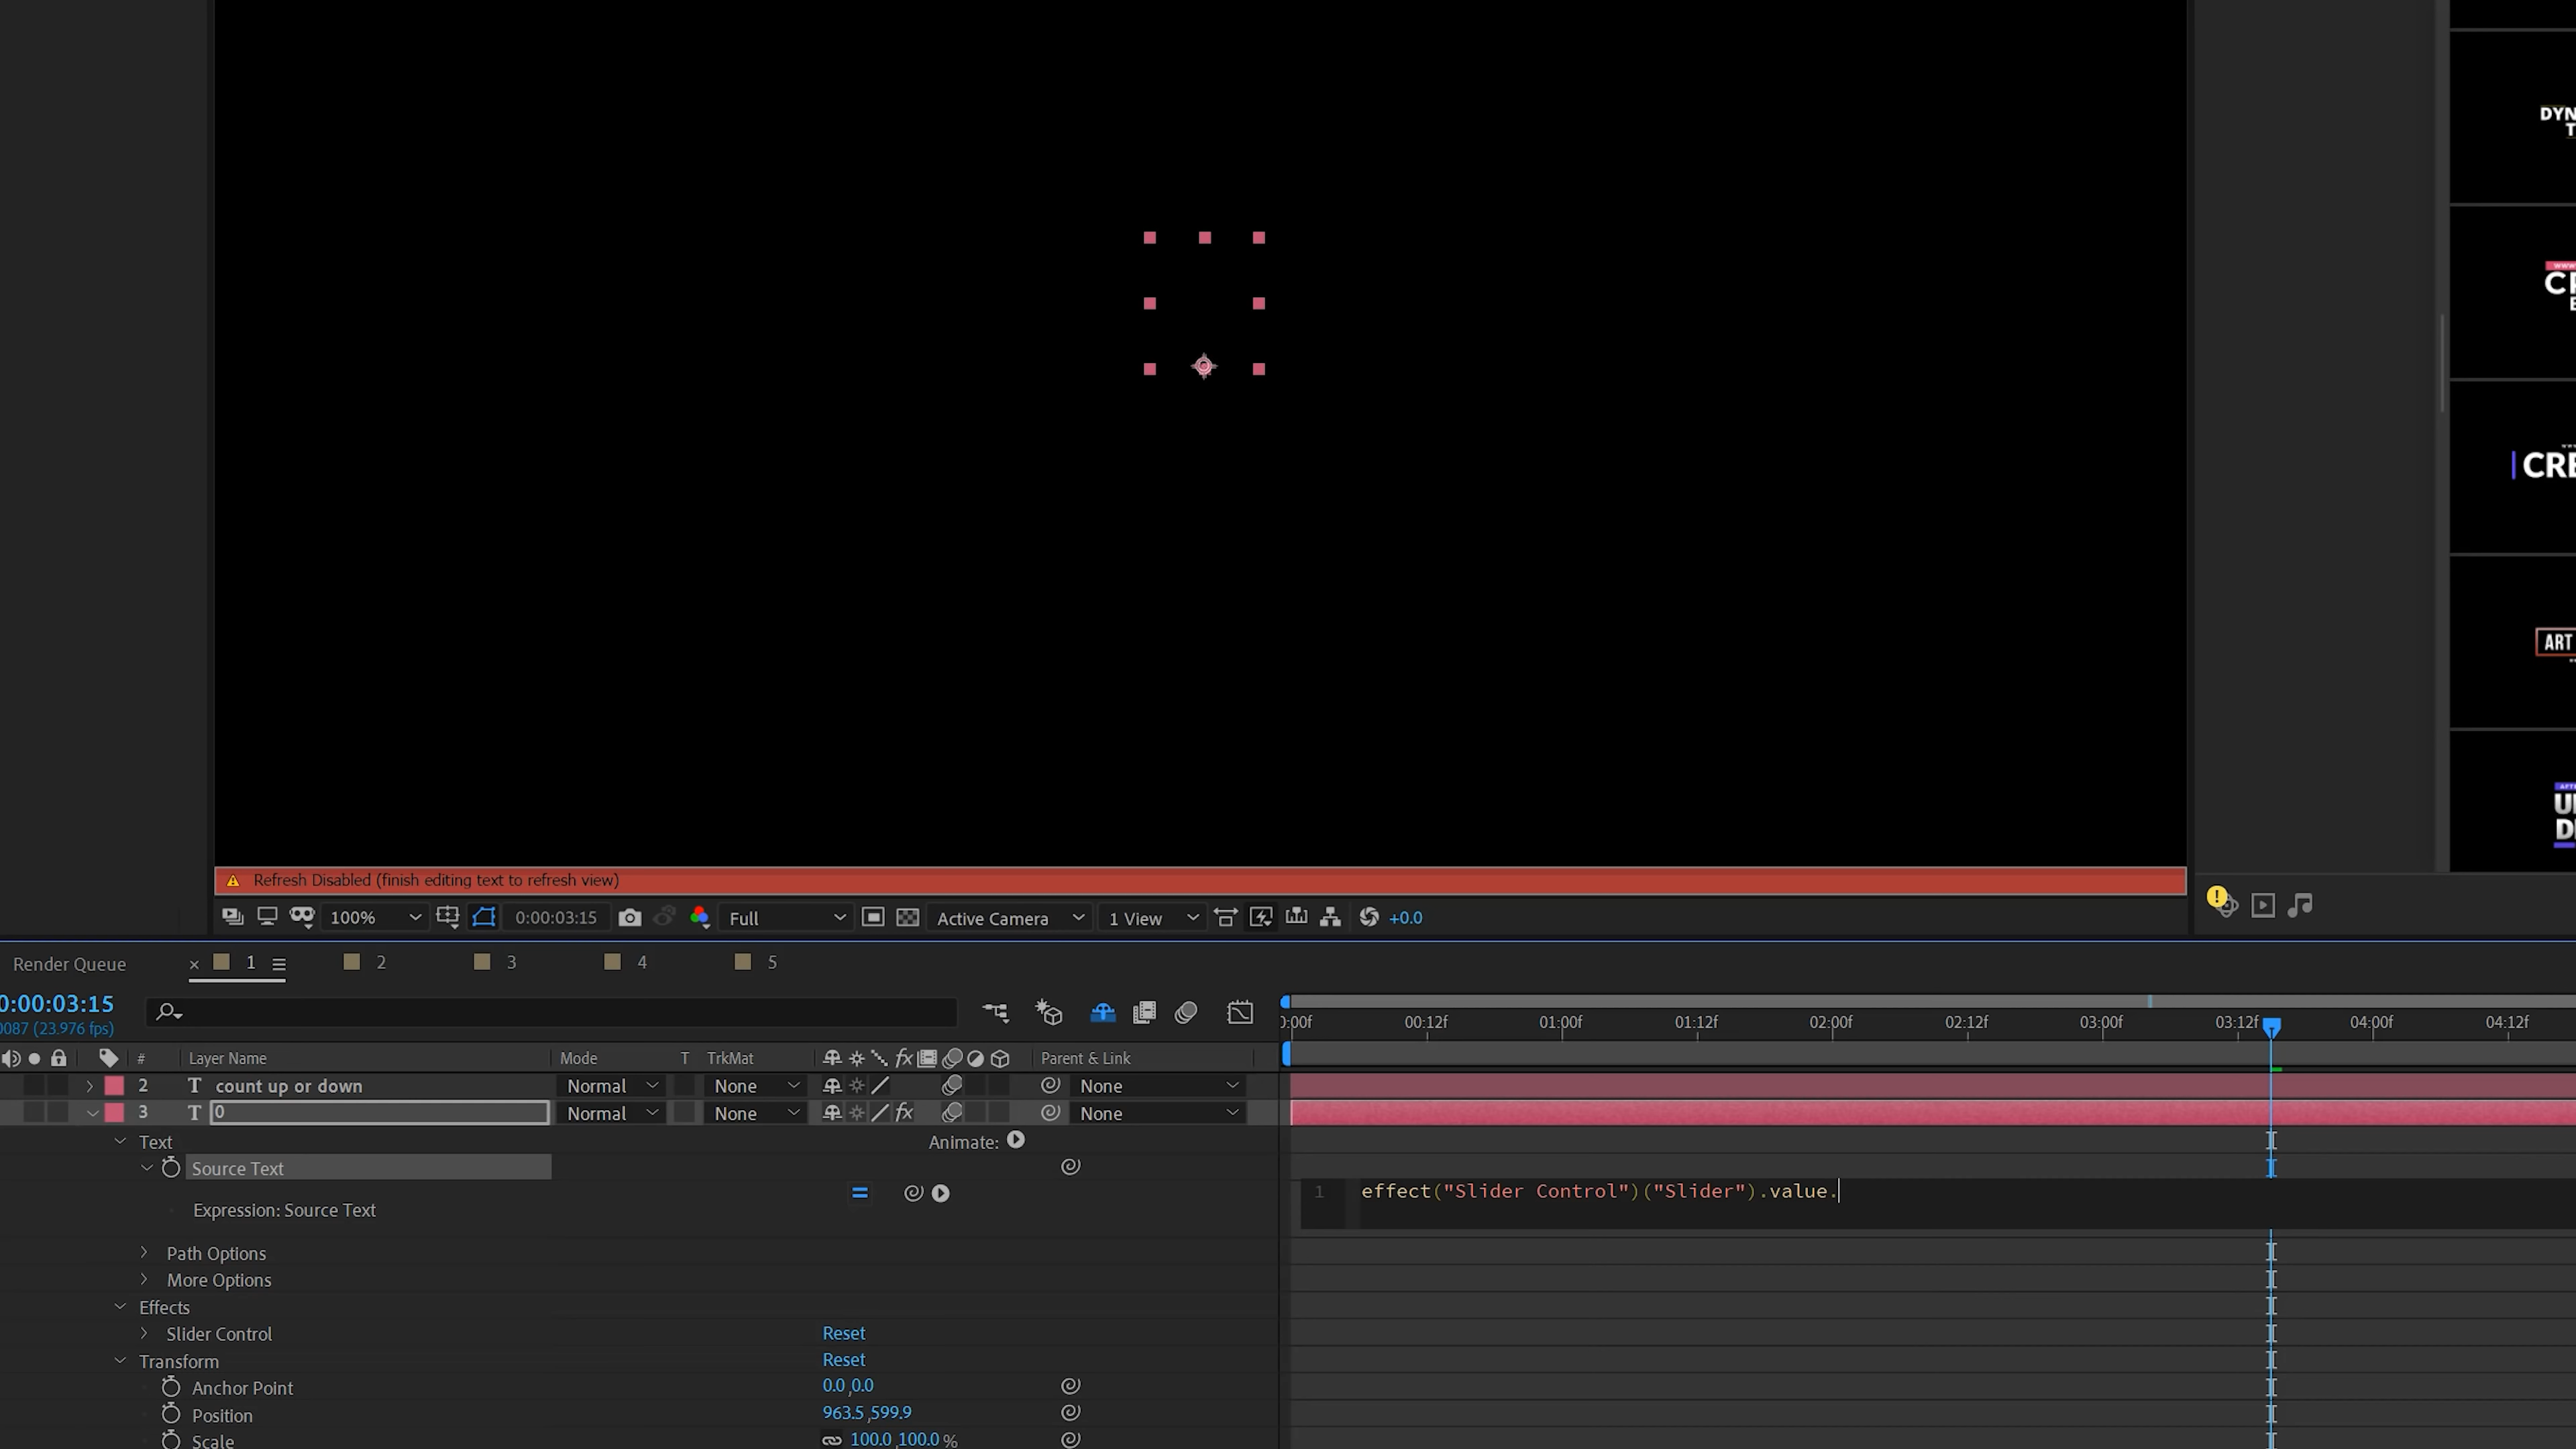 DYN
T
CRE
ART
Refresh Disabled (finish editing text to refresh view)
100% 0:00:03:15 Full Active Camera 1 View +0.0
Render Queue × 1 2 3 4 5
0:00:03:15
0087 (23.976 fps)
0:00f 00:12f 01:00f 01:12f 02:00f 02:12f 03:00f 03:12f 04:00f 04:12f
# Layer Name Mode T TrkMat fx Parent & Link
2 T count up or down Normal None None
3 T 0 Normal None fx None
Text Animate:
Source Text
1 effect("Slider Control")("Slider").value.
Expression: Source Text
Path Options
More Options
Effects
Slider Control Reset
Transform Reset
Anchor Point 0.0,0.0
Position 963.5,599.9
Scale 100.0,100.0 %